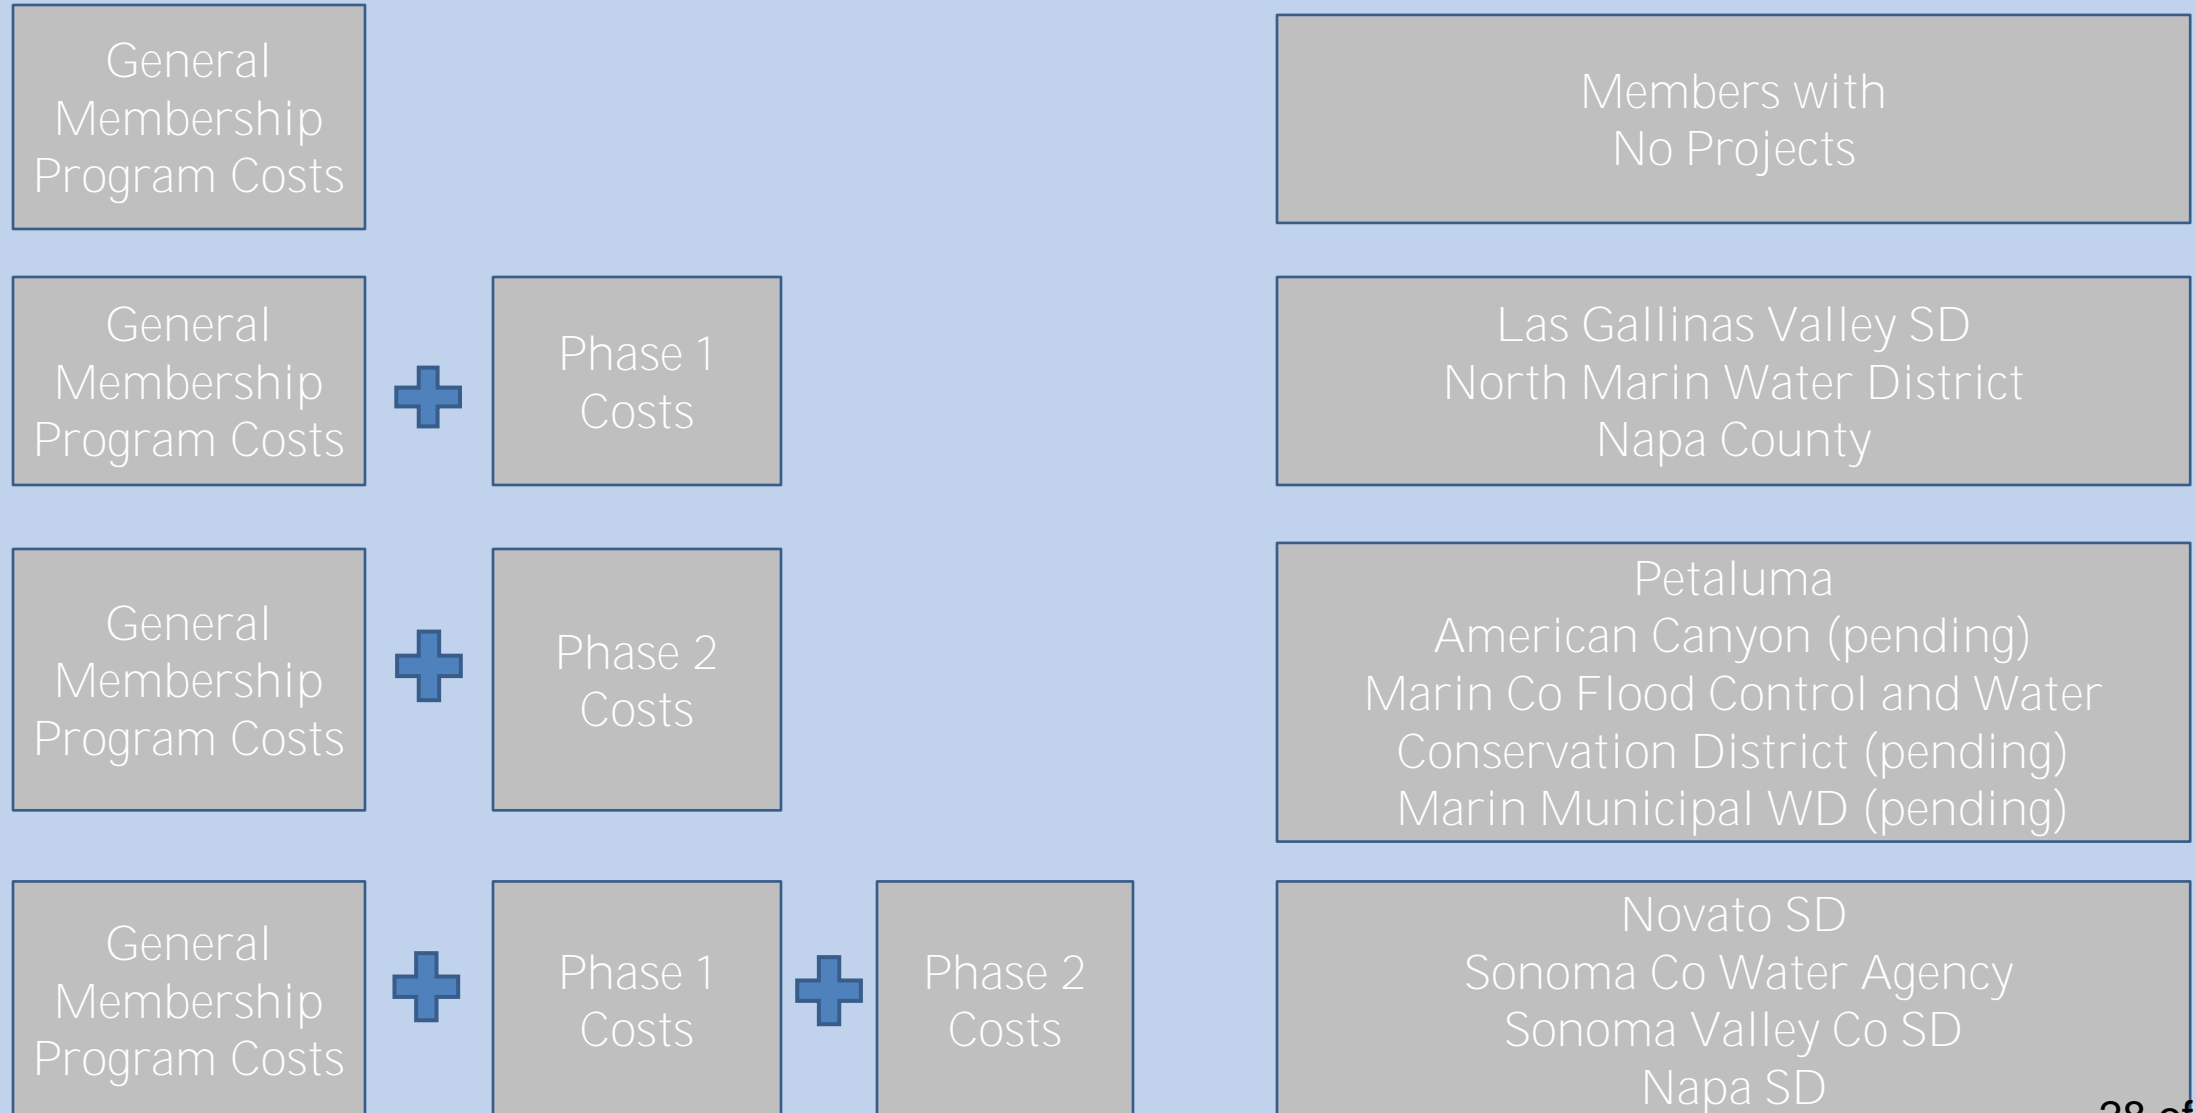 General
Membership
Program Costs
Members with
No Projects
General
Membership
Program Costs
Phase 1
Costs
Las Gallinas Valley SD
North Marin Water District
Napa County
General
Membership
Program Costs
Phase 2
Costs
Petaluma
American Canyon (pending)
Marin Co Flood Control and Water
Conservation District (pending)
Marin Municipal WD (pending)
General
Membership
Program Costs
Phase 1
Costs
Phase 2
Costs
Novato SD
Sonoma Co Water Agency
Sonoma Valley Co SD
Napa SD
28 of